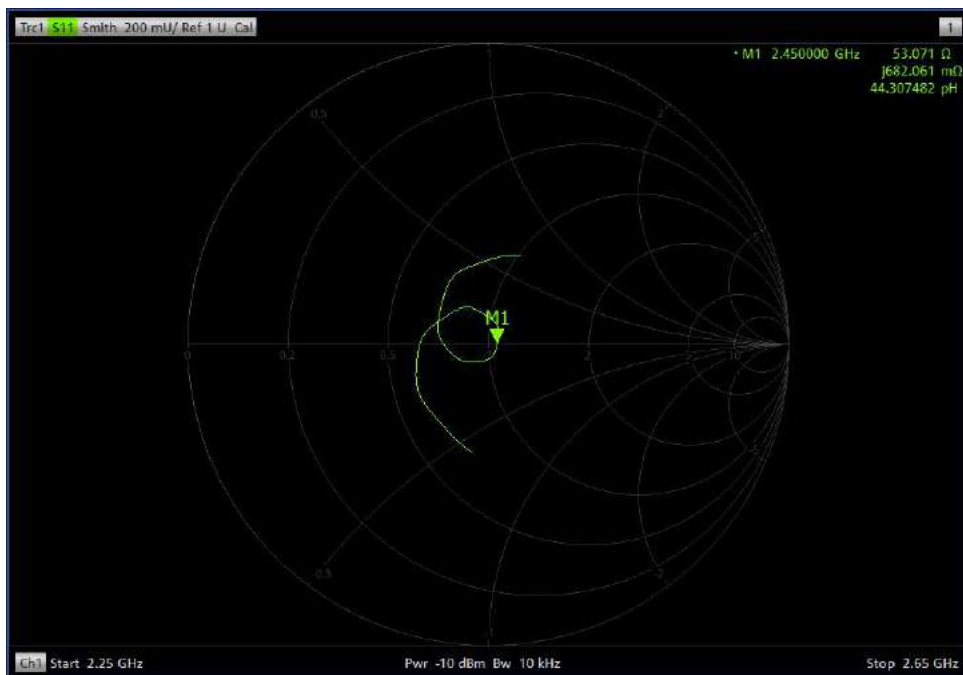 Trc1 S11 Smith 200 mU/ Ref 1 U Cal
1
• M1 2.450000 GHz 53.071 Ω
j682.061 mΩ
44.307482 pH
1
0.5
2
5
M1
0 0.2 0.5 2 5 10
-5
-0.5
-2
-1
Ch1 Start 2.25 GHz Pwr -10 dBm Bw 10 kHz Stop 2.65 GHz